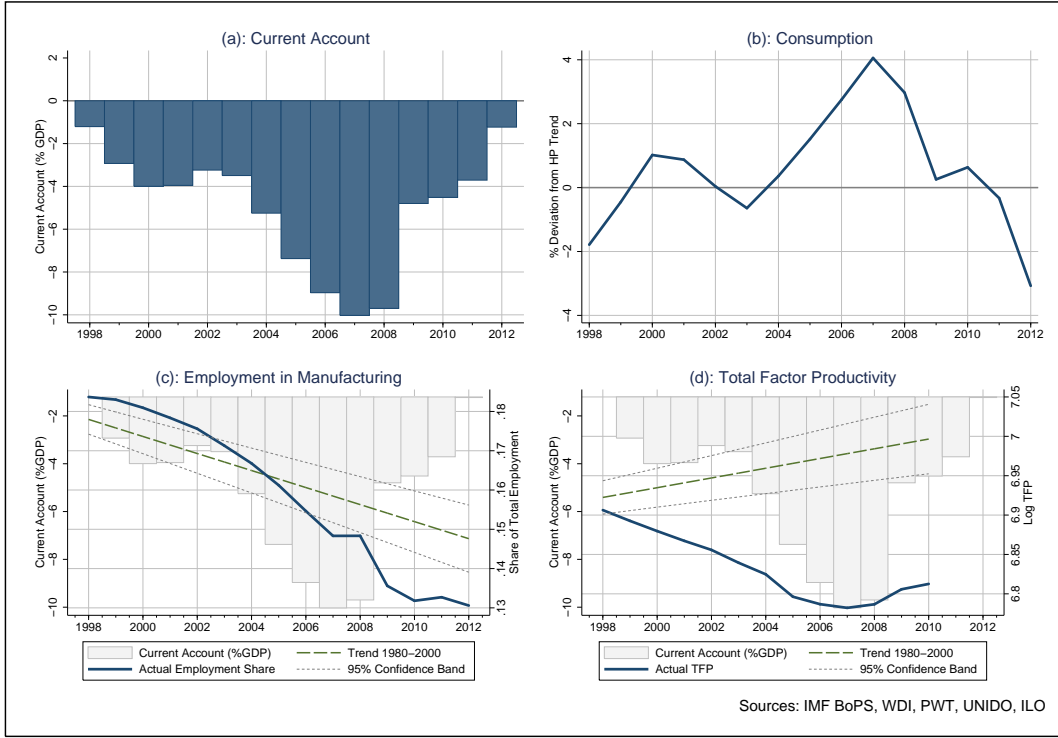 (a): Current Account
Current Account (% GDP)
2
0
−2
−4
−6
−8
−10
1998 2000 2002 2004 2006 2008 2010 2012
(b): Consumption
% Deviation from HP Trend
4
2
0
−2
−4
1998 2000 2002 2004 2006 2008 2010 2012
(c): Employment in Manufacturing
Current Account (%GDP)
−2
−4
−6
−8
−10
.18
.17
.16
.15
.14
.13
Share of Total Employment
1998 2000 2002 2004 2006 2008 2010 2012
Current Account (%GDP) Trend 1980−2000
Actual Employment Share 95% Confidence Band
(d): Total Factor Productivity
Current Account (%GDP)
−2
−4
−6
−8
−10
7.05
7
6.95
6.9
6.85
6.8
Log TFP
1998 2000 2002 2004 2006 2008 2010 2012
Current Account (%GDP) Trend 1980−2000
Actual TFP 95% Confidence Band
Sources: IMF BoPS, WDI, PWT, UNIDO, ILO